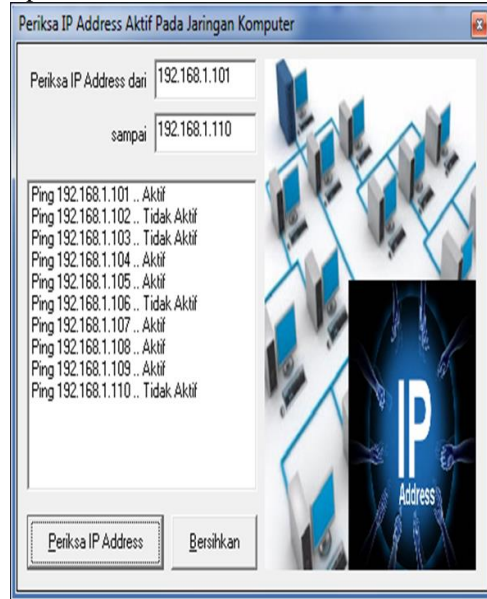 Periksa IP Address Aktif Pada Jaringan Komputer
Periksa IP Address dari 192.168.1.101
sampai 192.168.1.110
Ping 192.168.1.101 .. Aktif
Ping 192.168.1.102 .. Tidak Aktif
Ping 192.168.1.103 .. Tidak Aktif
Ping 192.168.1.104 .. Aktif
Ping 192.168.1.105 .. Aktif
Ping 192.168.1.106 .. Tidak Aktif
Ping 192.168.1.107 .. Aktif
Ping 192.168.1.108 .. Aktif
Ping 192.168.1.109 .. Aktif
Ping 192.168.1.110 .. Tidak Aktif
IP
Address
Periksa IP Address
Bersihkan